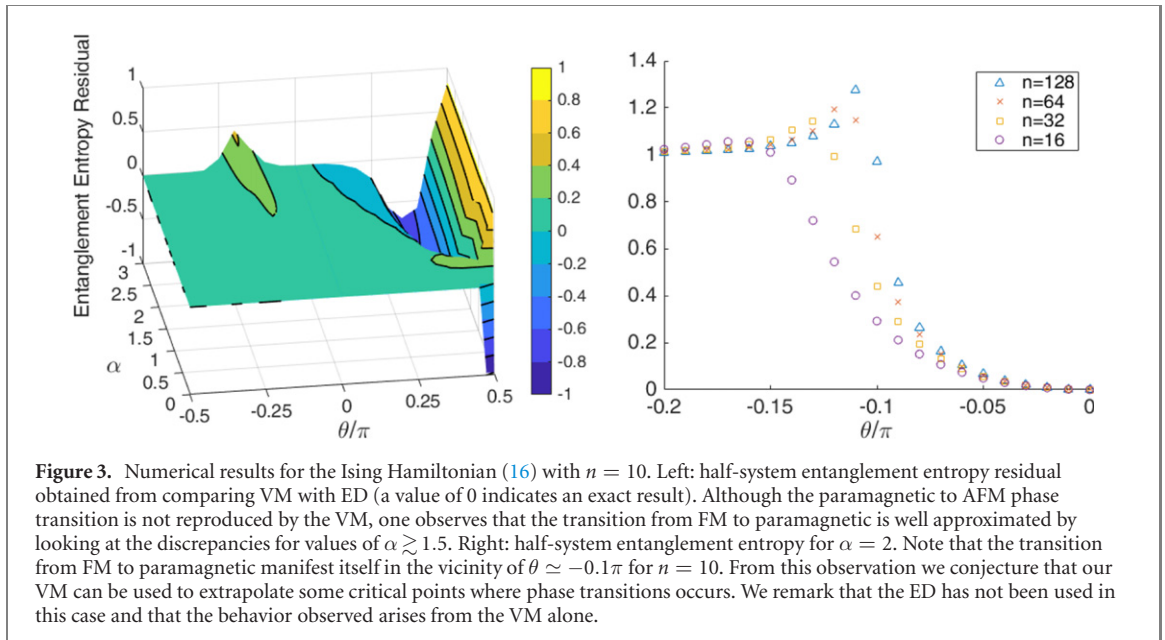 Entanglement Entropy Residual
1
0.5
0
-0.5
-1
3
2.5
2
1.5
1
0.5
0
α
-0.5
-0.25
0
0.25
0.5
θ/π
1
0.8
0.6
0.4
0.2
0
-0.2
-0.4
-0.6
-0.8
-1
1.4
1.2
1
0.8
0.6
0.4
0.2
0
-0.2
-0.15
-0.1
-0.05
0
θ/π
n=128
n=64
n=32
n=16
Figure 3. Numerical results for the Ising Hamiltonian (16) with n = 10. Left: half-system entanglement entropy residual
obtained from comparing VM with ED (a value of 0 indicates an exact result). Although the paramagnetic to AFM phase
transition is not reproduced by the VM, one observes that the transition from FM to paramagnetic is well approximated by
looking at the discrepancies for values of α ≳ 1.5. Right: half-system entanglement entropy for α = 2. Note that the transition
from FM to paramagnetic manifest itself in the vicinity of θ ≃ −0.1π for n = 10. From this observation we conjecture that our
VM can be used to extrapolate some critical points where phase transitions occurs. We remark that the ED has not been used in
this case and that the behavior observed arises from the VM alone.